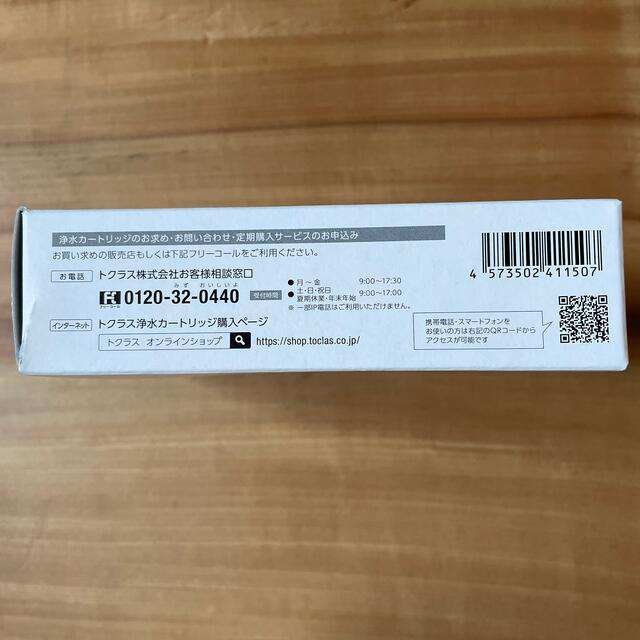 浄水カートリッジのお求め・お問い合わせ・定期購入サービスのお申込み
お買い求めの販売店もしくは下記フリーコールをご利用ください。
お電話 トクラス株式会社お客様相談窓口
みず おいしいよ
フリーコール 0120-32-0440 受付時間
●月～金 9:00～17:30
●土・日・祝日 夏期休業・年末年始 9:00～17:00
※一部IP電話はご利用いただけません。
インターネット トクラス浄水カートリッジ購入ページ
トクラス オンラインショップ https://shop.toclas.co.jp/
4 573502 411507
携帯電話・スマートフォンを
お使いの方は右記のQRコードから
アクセスが可能です